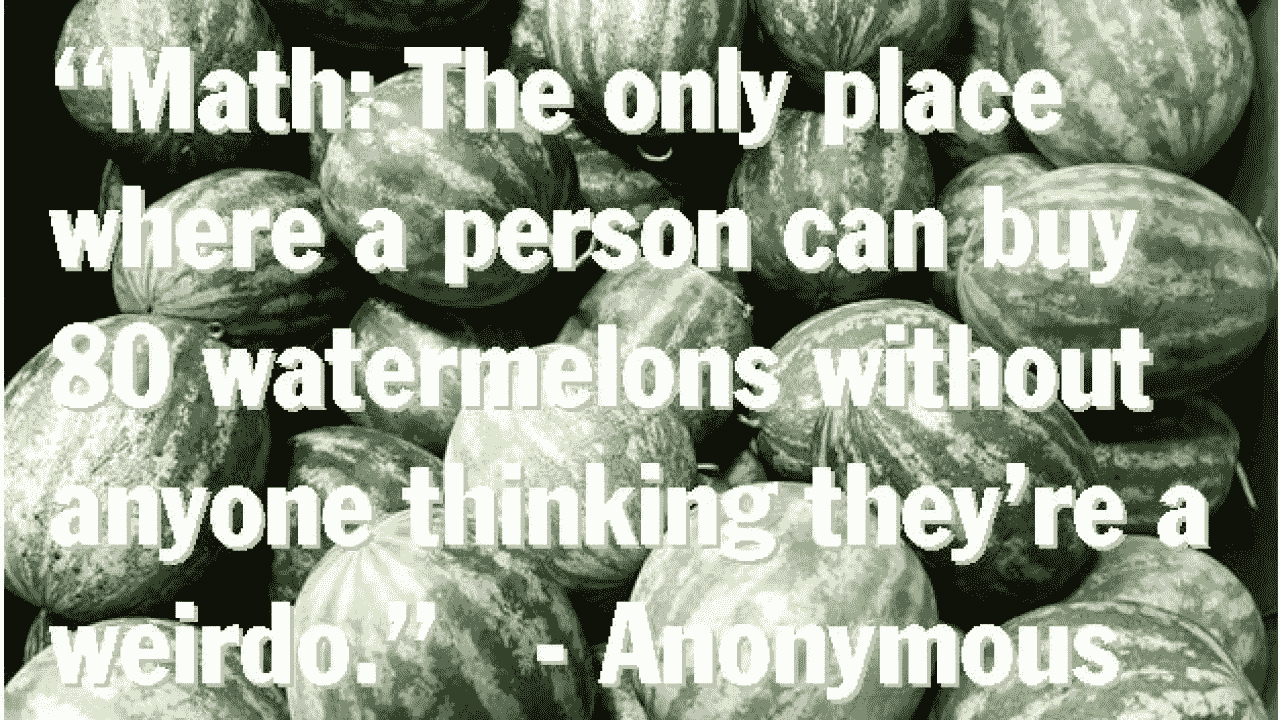 “Math: The only place
where a person can buy
80 watermelons without
anyone thinking they’re a
weirdo.” - Anonymous